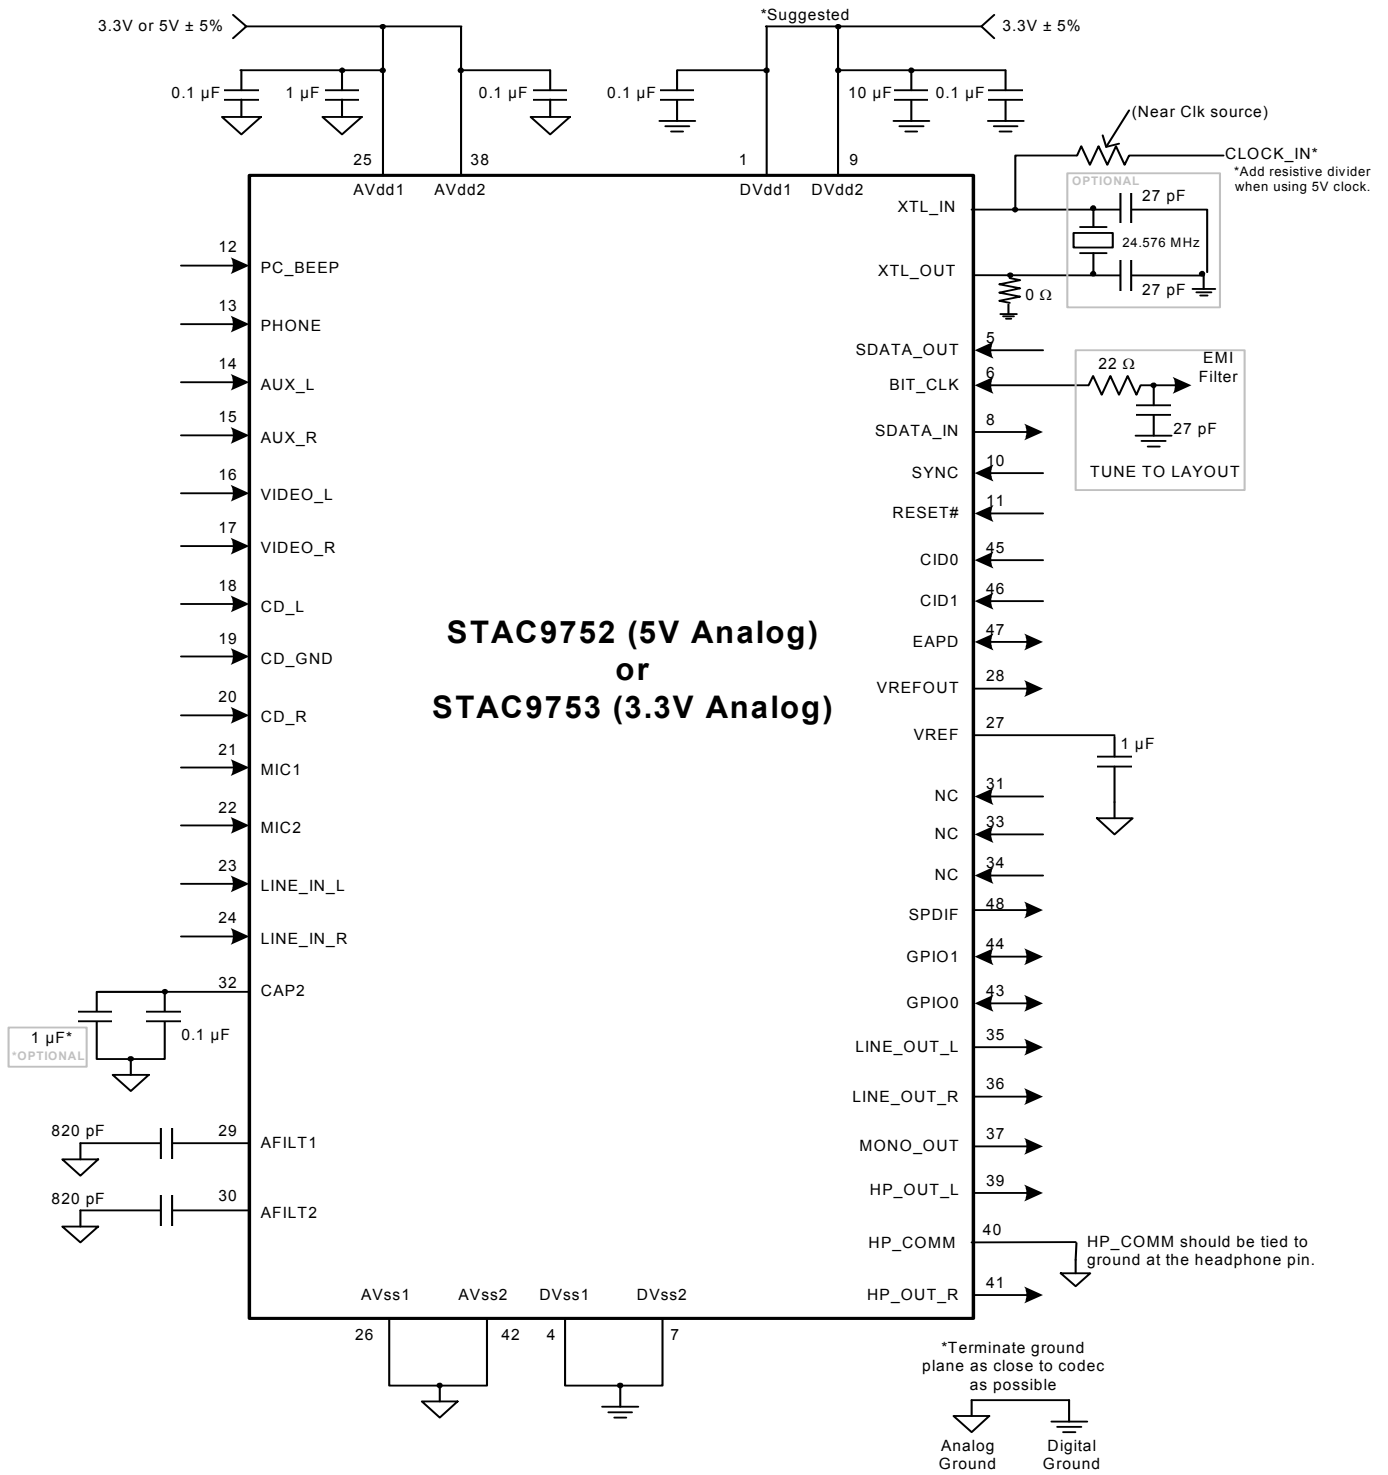 3.3V or 5V ± 5%
*Suggested
3.3V ± 5%
0.1 µF
1 µF
0.1 µF
0.1 µF
10 µF
0.1 µF
(Near Clk source)
CLOCK_IN*
*Add resistive divider
when using 5V clock.
25
38
1
9
AVdd1
AVdd2
DVdd1
DVdd2
OPTIONAL
27 pF
24.576 MHz
27 pF
0 Ω
XTL_IN
XTL_OUT
12
PC_BEEP
13
PHONE
14
AUX_L
15
AUX_R
16
VIDEO_L
17
VIDEO_R
18
CD_L
19
CD_GND
20
CD_R
21
MIC1
22
MIC2
23
LINE_IN_L
24
LINE_IN_R
32
CAP2
1 µF*
*OPTIONAL
0.1 µF
820 pF
29
AFILT1
820 pF
30
AFILT2
STAC9752 (5V Analog)
or
STAC9753 (3.3V Analog)
SDATA_OUT
5
BIT_CLK
6
22 Ω
EMI
Filter
27 pF
TUNE TO LAYOUT
SDATA_IN
8
SYNC
10
RESET#
11
CID0
45
CID1
46
EAPD
47
VREFOUT
28
VREF
27
1 µF
NC
31
NC
33
NC
34
SPDIF
48
GPIO1
44
GPIO0
43
LINE_OUT_L
35
LINE_OUT_R
36
MONO_OUT
37
HP_OUT_L
39
HP_COMM
40
HP_COMM should be tied to
ground at the headphone pin.
HP_OUT_R
41
AVss1
AVss2
DVss1
DVss2
26
42
4
7
*Terminate ground
plane as close to codec
as possible
Analog
Ground
Digital
Ground